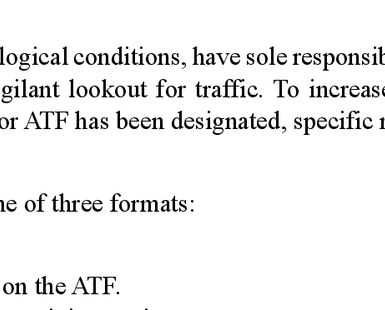 logical conditions, have sole responsib
gilant lookout for traffic. To increase
or ATF has been designated, specific
ne of three formats:
on the ATF.